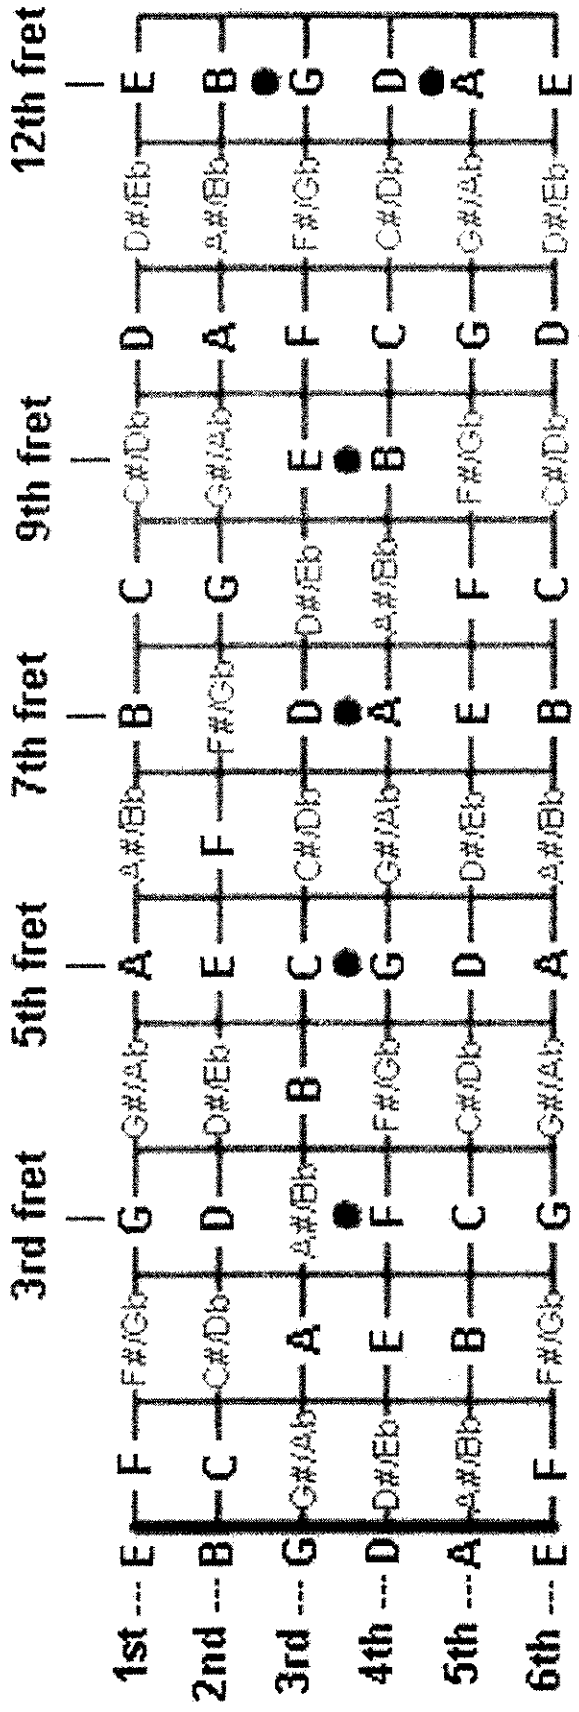 3rd fret 5th fret 7th fret 9th fret 12th fret
1st --- E F F#/Gb G G#/Ab A A#/Bb B C C#/Db D D#/Eb E
2nd --- B C C#/Db D D#/Eb E F F#/Gb G G#/Ab A A#/Bb B
3rd --- G G#/Ab A A#/Bb B C C#/Db D D#/Eb E F F#/Gb G
4th --- D D#/Eb E F F#/Gb G G#/Ab A A#/Bb B C C#/Db D
5th --- A A#/Bb B C C#/Db D D#/Eb E F F#/Gb G G#/Ab A
6th --- E F F#/Gb G G#/Ab A A#/Bb B C C#/Db D D#/Eb E